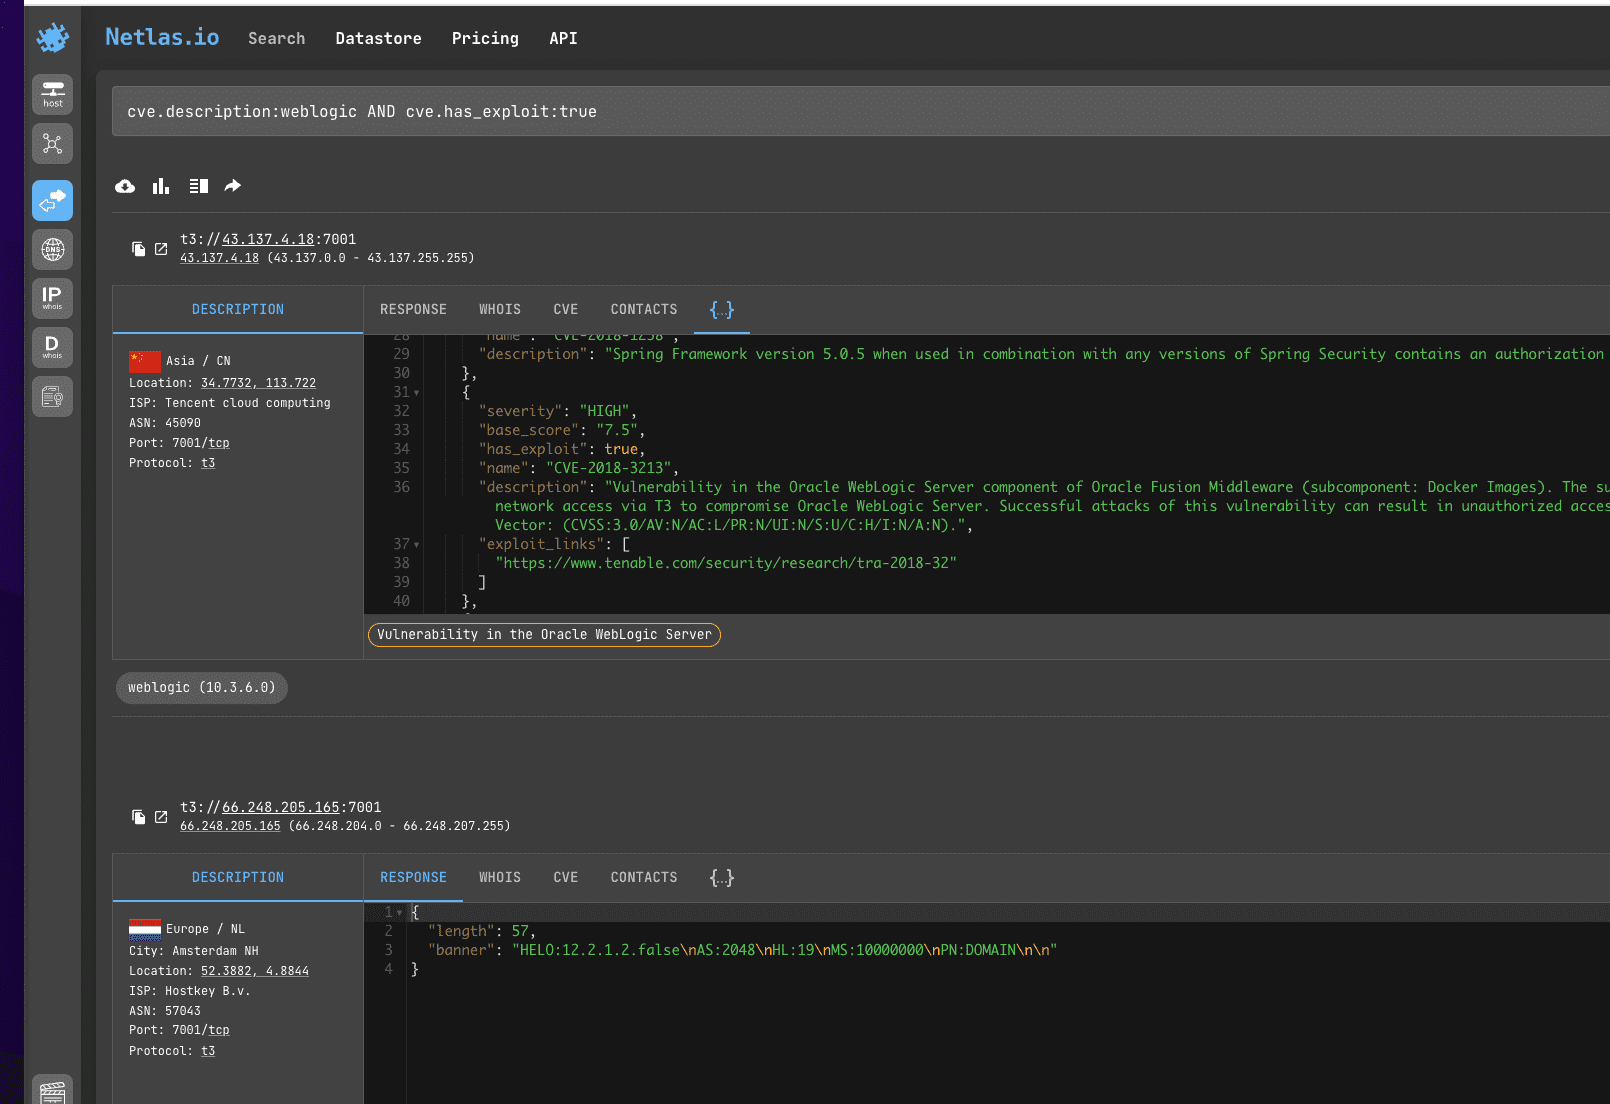 Netlas.io Search Datastore Pricing API
host
cve.description:weblogic AND cve.has_exploit:true
DNS
IP
whois
D
whois
t3://43.137.4.18:7001
43.137.4.18 (43.137.0.0 - 43.137.255.255)
DESCRIPTION RESPONSE WHOIS CVE CONTACTS {...}
Asia / CN
Location: 34.7732, 113.722
ISP: Tencent cloud computing
ASN: 45090
Port: 7001/tcp
Protocol: t3
28 "name": "CVE-2018-1258",
29 "description": "Spring Framework version 5.0.5 when used in combination with any versions of Spring Security contains an authorization
30 },
31 {
32 "severity": "HIGH",
33 "base_score": "7.5",
34 "has_exploit": true,
35 "name": "CVE-2018-3213",
36 "description": "Vulnerability in the Oracle WebLogic Server component of Oracle Fusion Middleware (subcomponent: Docker Images). The su
network access via T3 to compromise Oracle WebLogic Server. Successful attacks of this vulnerability can result in unauthorized acces
Vector: (CVSS:3.0/AV:N/AC:L/PR:N/UI:N/S:U/C:H/I:N/A:N).",
37 "exploit_links": [
38 "https://www.tenable.com/security/research/tra-2018-32"
39 ]
40 },
Vulnerability in the Oracle WebLogic Server
weblogic (10.3.6.0)
t3://66.248.205.165:7001
66.248.205.165 (66.248.204.0 - 66.248.207.255)
DESCRIPTION RESPONSE WHOIS CVE CONTACTS {...}
Europe / NL
City: Amsterdam NH
Location: 52.3882, 4.8844
ISP: Hostkey B.v.
ASN: 57043
Port: 7001/tcp
Protocol: t3
1 {
2 "length": 57,
3 "banner": "HELO:12.2.1.2.false\nAS:2048\nHL:19\nMS:10000000\nPN:DOMAIN\n\n"
4 }